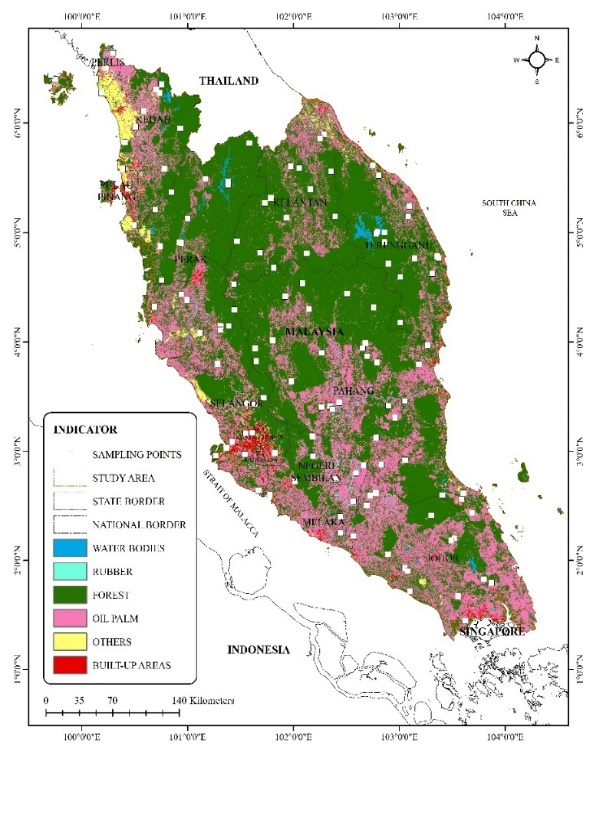 100°0'0"E 101°0'0"E 102°0'0"E 103°0'0"E 104°0'0"E
N
W E
S
PERLIS
THAILAND
KEDAH
6°0'0"N 6°0'0"N
PINANG
KELANTAN
SOUTH CHINA
SEA
5°0'0"N 5°0'0"N
TERENGGANU
PERAK
MALAYSIA
4°0'0"N 4°0'0"N
PAHANG
SELANGOR
INDICATOR
SAMPLING POINTS
STUDY AREA
STATE BORDER
NATIONAL BORDER
WATER BODIES
RUBBER
FOREST
OIL PALM
OTHERS
BUILT-UP AREAS
3°0'0"N 3°0'0"N
NEGERI
SEMBILAN
STRAIT OF MALACCA
MELAKA
JOHOR
2°0'0"N 2°0'0"N
SINGAPORE
INDONESIA
1°0'0"N 1°0'0"N
0 35 70 140 Kilometers
100°0'0"E 101°0'0"E 102°0'0"E 103°0'0"E 104°0'0"E